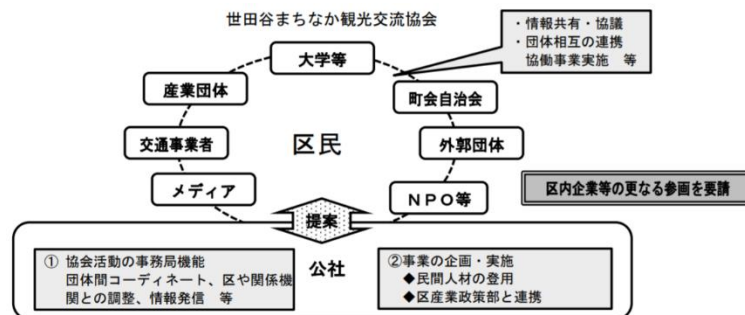 世田谷まちなか観光交流協会
・情報共有・協議
・団体相互の連携
協働事業実施　等
大学等
産業団体
町会自治会
交通事業者
区民
外郭団体
メディア
ＮＰＯ等
区内企業等の更なる参画を要請
提案
① 協会活動の事務局機能
団体間コーディネート、区や関係機
関との調整、情報発信　等
公社
②事業の企画・実施
◆民間人材の登用
◆区産業政策部と連携